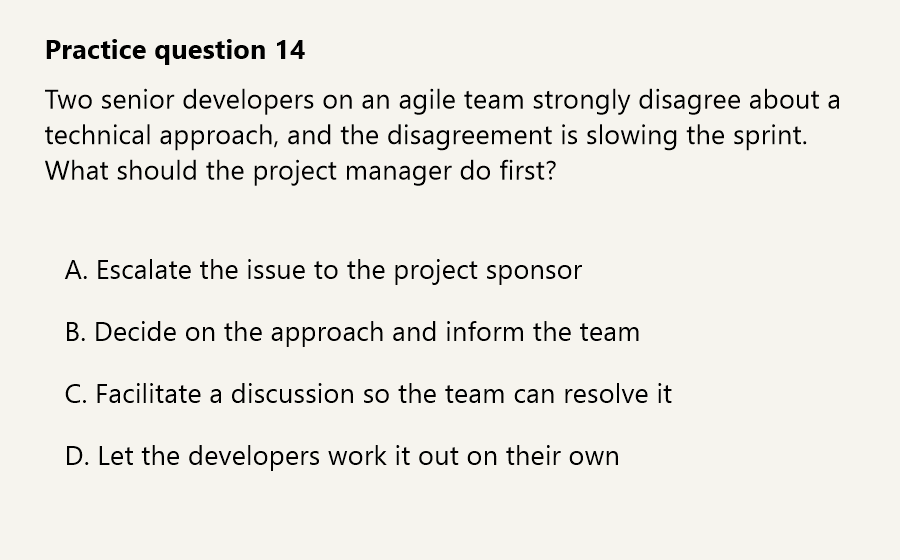 Practice question 14
Two senior developers on an agile team strongly disagree about a
technical approach, and the disagreement is slowing the sprint.
What should the project manager do first?
A. Escalate the issue to the project sponsor
B. Decide on the approach and inform the team
C. Facilitate a discussion so the team can resolve it
D. Let the developers work it out on their own